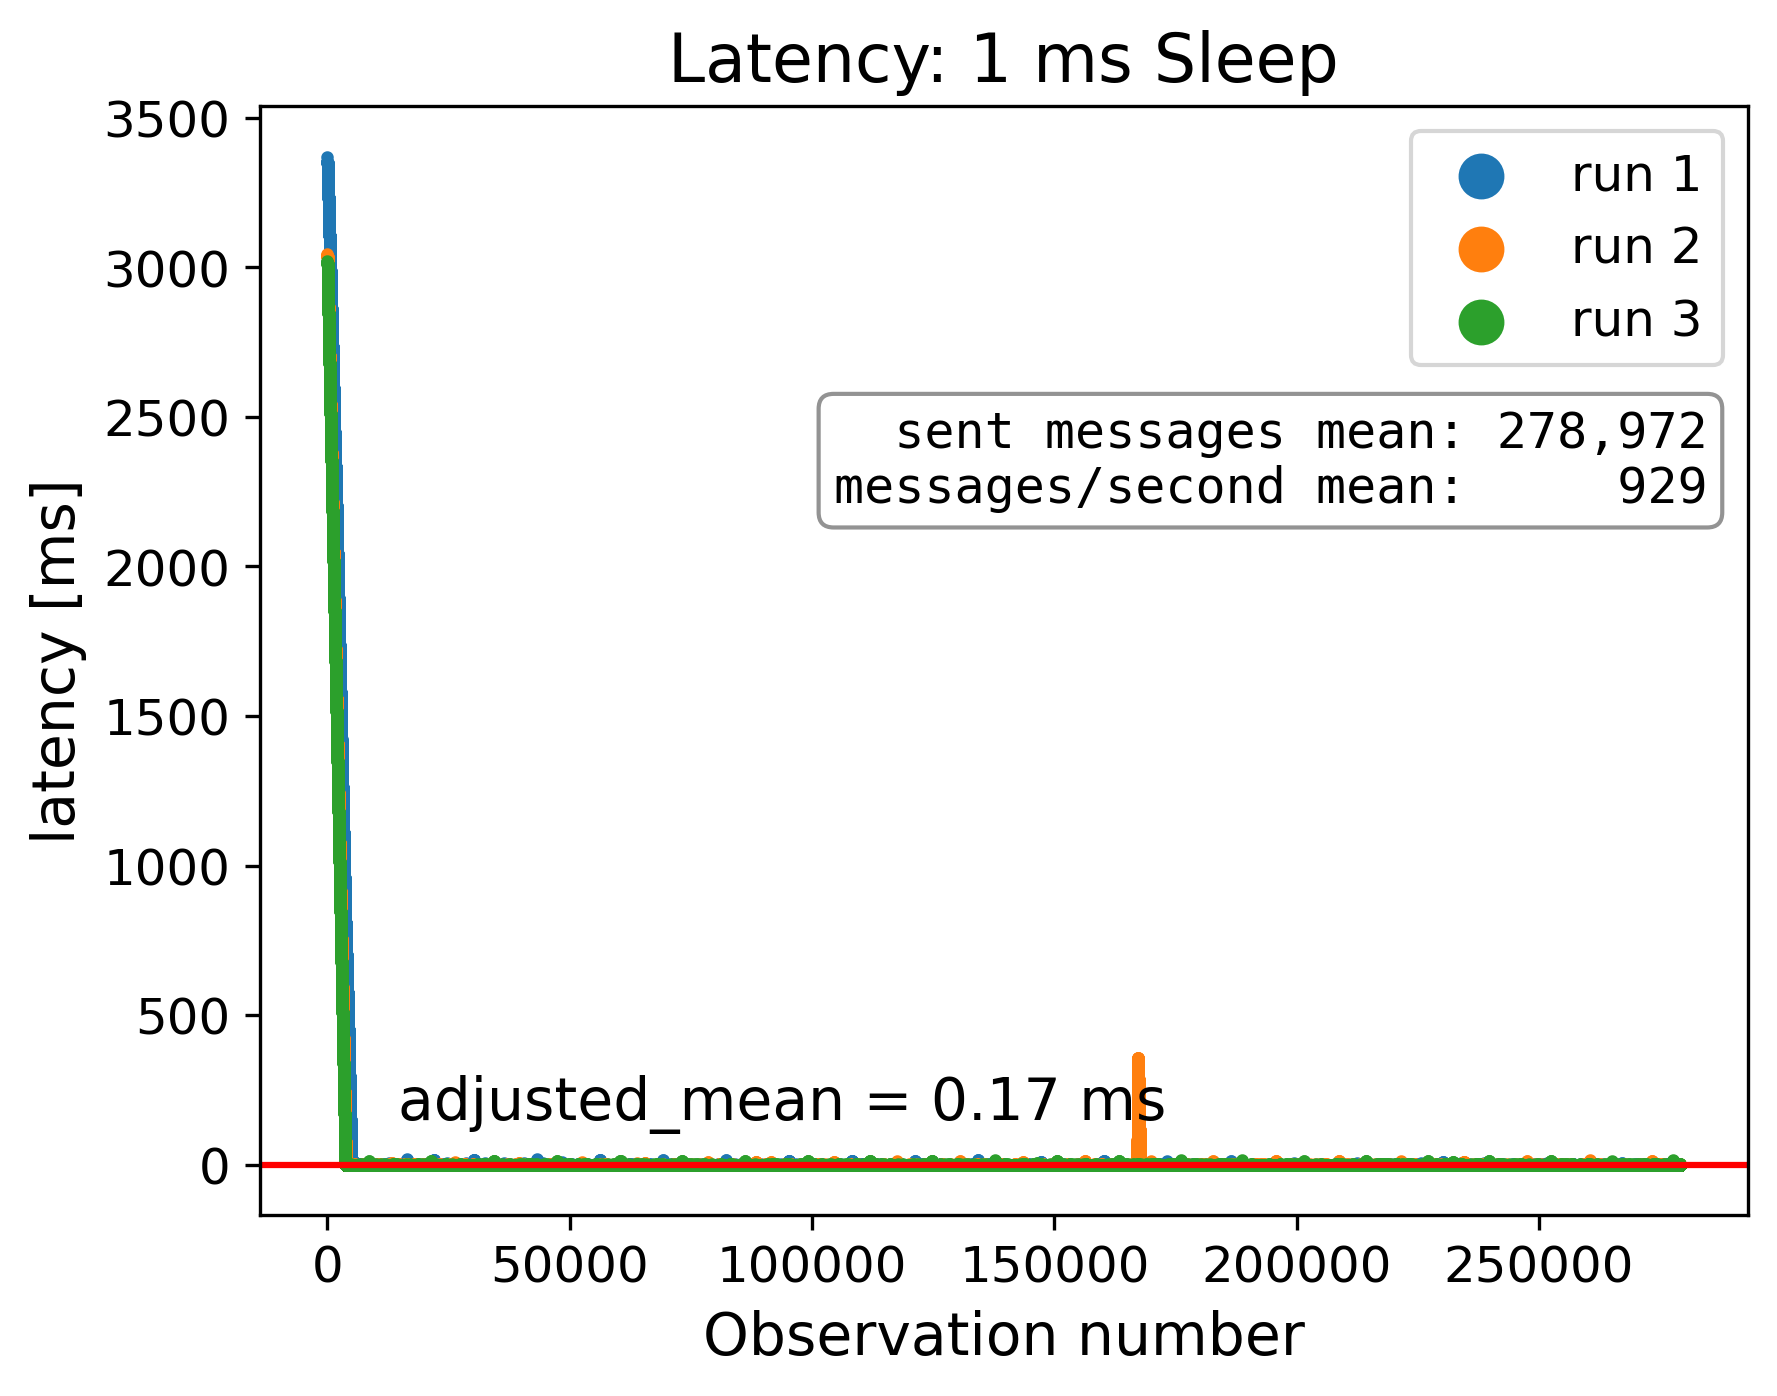 Latency: 1 ms Sleep
3500
3000
2500
2000
1500
1000
500
0
latency [ms]
run 1
run 2
run 3
sent messages mean: 278,972
messages/second mean: 929
adjusted_mean = 0.17 ms
0 50000 100000 150000 200000 250000
Observation number